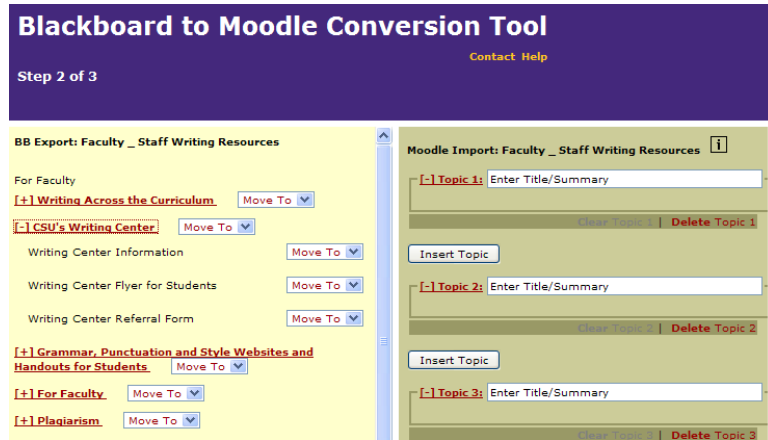 Blackboard to Moodle Conversion Tool
Contact Help
Step 2 of 3
BB Export: Faculty _ Staff Writing Resources
For Faculty
[+] Writing Across the Curriculum Move To
[-] CSU's Writing Center Move To
Writing Center Information Move To
Writing Center Flyer for Students Move To
Writing Center Referral Form Move To
[+] Grammar, Punctuation and Style Websites and
Handouts for Students Move To
[+] For Faculty Move To
[+] Plagiarism Move To
Moodle Import: Faculty _ Staff Writing Resources i
[-] Topic 1: Enter Title/Summary
Clear Topic 1 | Delete Topic 1
Insert Topic
[-] Topic 2: Enter Title/Summary
Clear Topic 2 | Delete Topic 2
Insert Topic
[-] Topic 3: Enter Title/Summary
Clear Topic 3 | Delete Topic 3